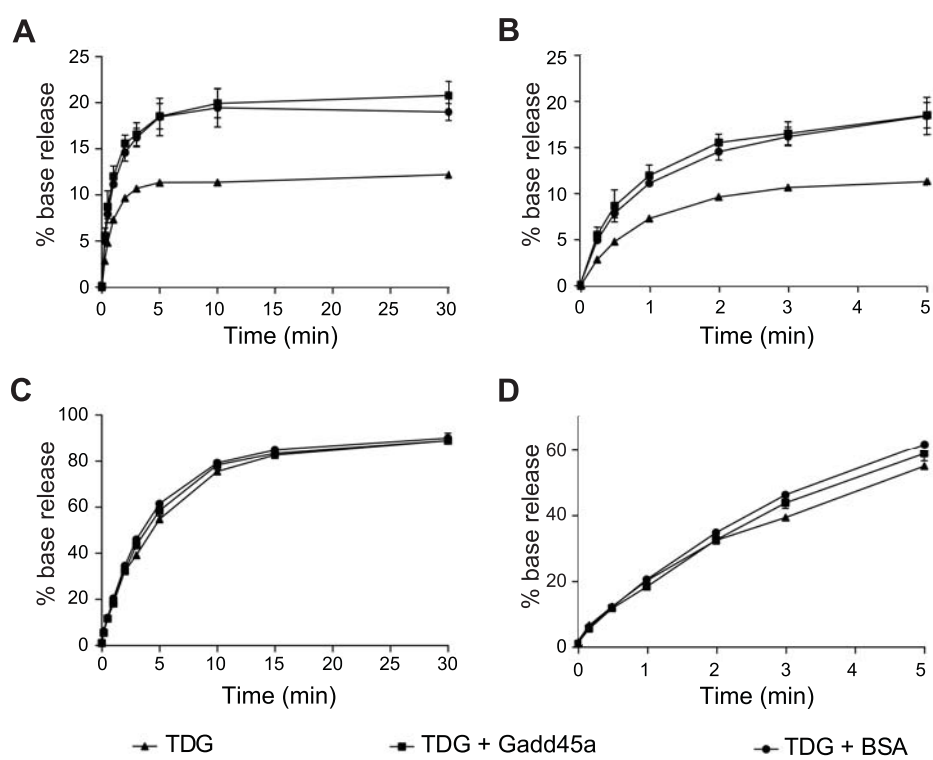 A
% base release
25
20
15
10
5
0
0 5 10 15 20 25 30
Time (min)
B
% base release
25
20
15
10
5
0
0 1 2 3 4 5
Time (min)
C
% base release
100
80
60
40
20
0
0 5 10 15 20 25 30
Time (min)
D
% base release
60
40
20
0
0 1 2 3 4 5
Time (min)
TDG TDG + Gadd45a TDG + BSA